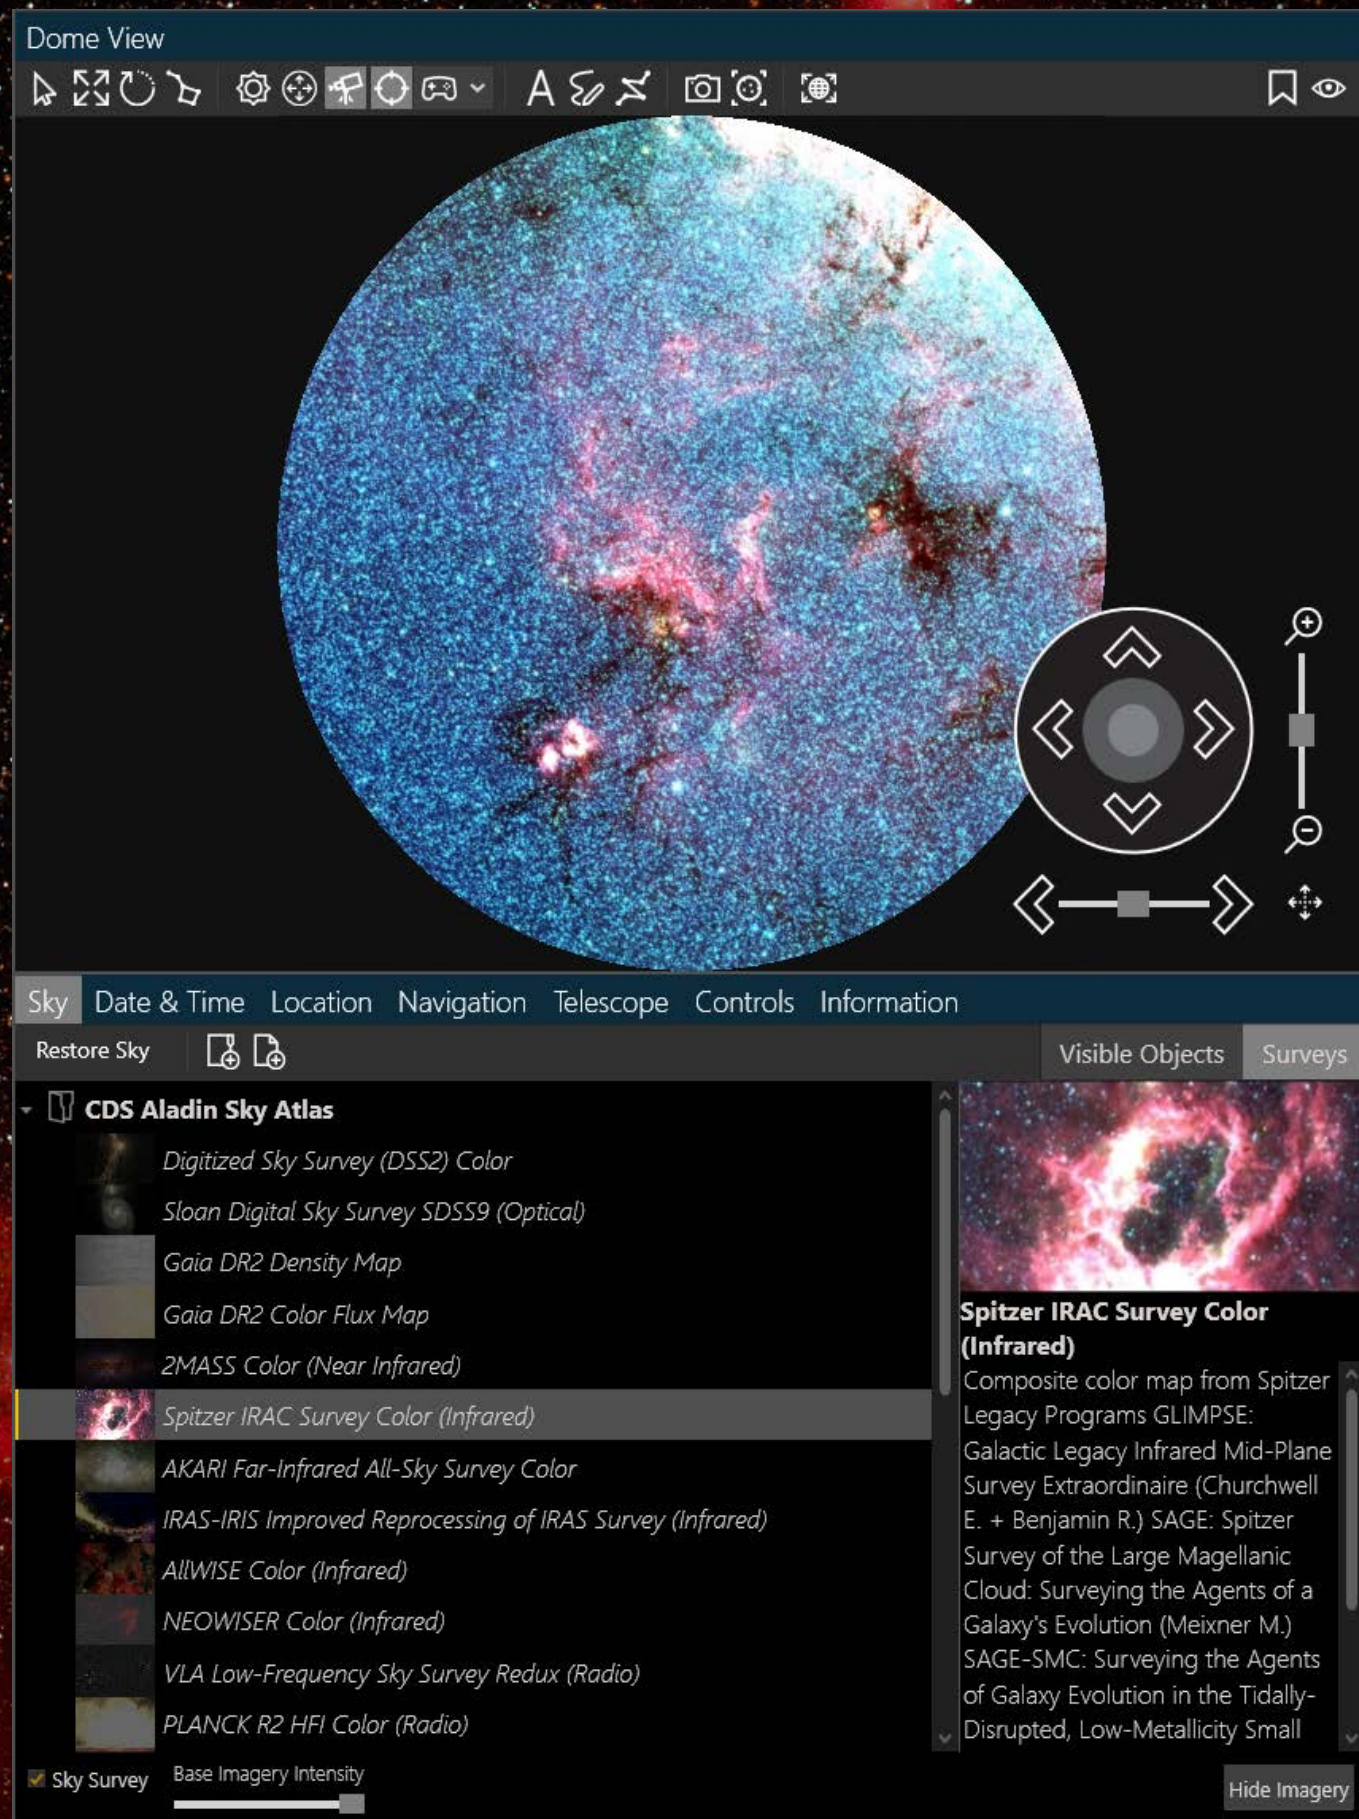 Dome View
Sky Date & Time Location Navigation Telescope Controls Information
Restore Sky Visible Objects Surveys
CDS Aladin Sky Atlas
Digitized Sky Survey (DSS2) Color
Sloan Digital Sky Survey SDSS9 (Optical)
Gaia DR2 Density Map
Gaia DR2 Color Flux Map
2MASS Color (Near Infrared)
Spitzer IRAC Survey Color (Infrared)
AKARI Far-Infrared All-Sky Survey Color
IRAS-IRIS Improved Reprocessing of IRAS Survey (Infrared)
AllWISE Color (Infrared)
NEOWISER Color (Infrared)
VLA Low-Frequency Sky Survey Redux (Radio)
PLANCK R2 HFI Color (Radio)
Spitzer IRAC Survey Color
(Infrared)
Composite color map from Spitzer
Legacy Programs GLIMPSE:
Galactic Legacy Infrared Mid-Plane
Survey Extraordinaire (Churchwell
E. + Benjamin R.) SAGE: Spitzer
Survey of the Large Magellanic
Cloud: Surveying the Agents of a
Galaxy's Evolution (Meixner M.)
SAGE-SMC: Surveying the Agents
of Galaxy Evolution in the Tidally-
Disrupted, Low-Metallicity Small
Sky Survey Base Imagery Intensity Hide Imagery